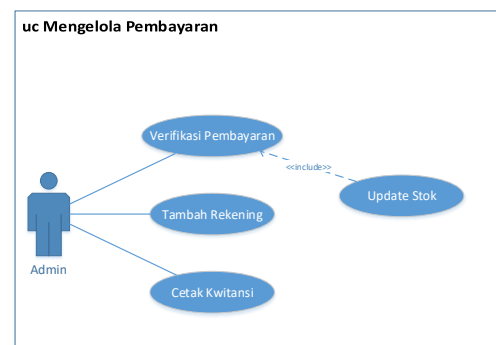 uc Mengelola Pembayaran
Verifikasi Pembayaran
<<include>>
Update Stok
Tambah Rekening
Admin
Cetak Kwitansi